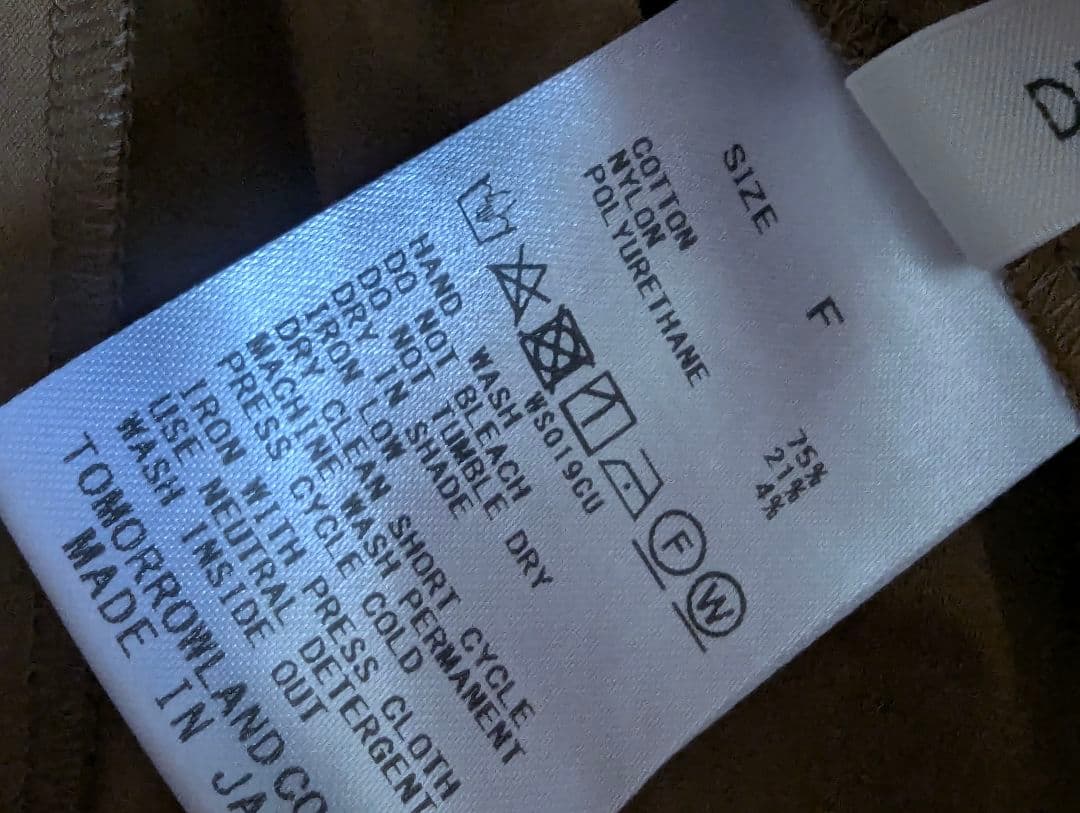 SIZE F
COTTON 75%
NYLON 21%
POLYURETHANE 4%
F
W
WS019GU
HAND WASH
DO NOT BLEACH
DO NOT TUMBLE DRY
DRY IN SHADE
IRON LOW
DRY CLEAN SHORT CYCLE
MACHINE WASH PERMANENT
PRESS CYCLE COLD
IRON WITH PRESS CLOTH
USE NEUTRAL DETERGENT
WASH INSIDE OUT
TOMORROWLAND CO
MADE IN JA
D